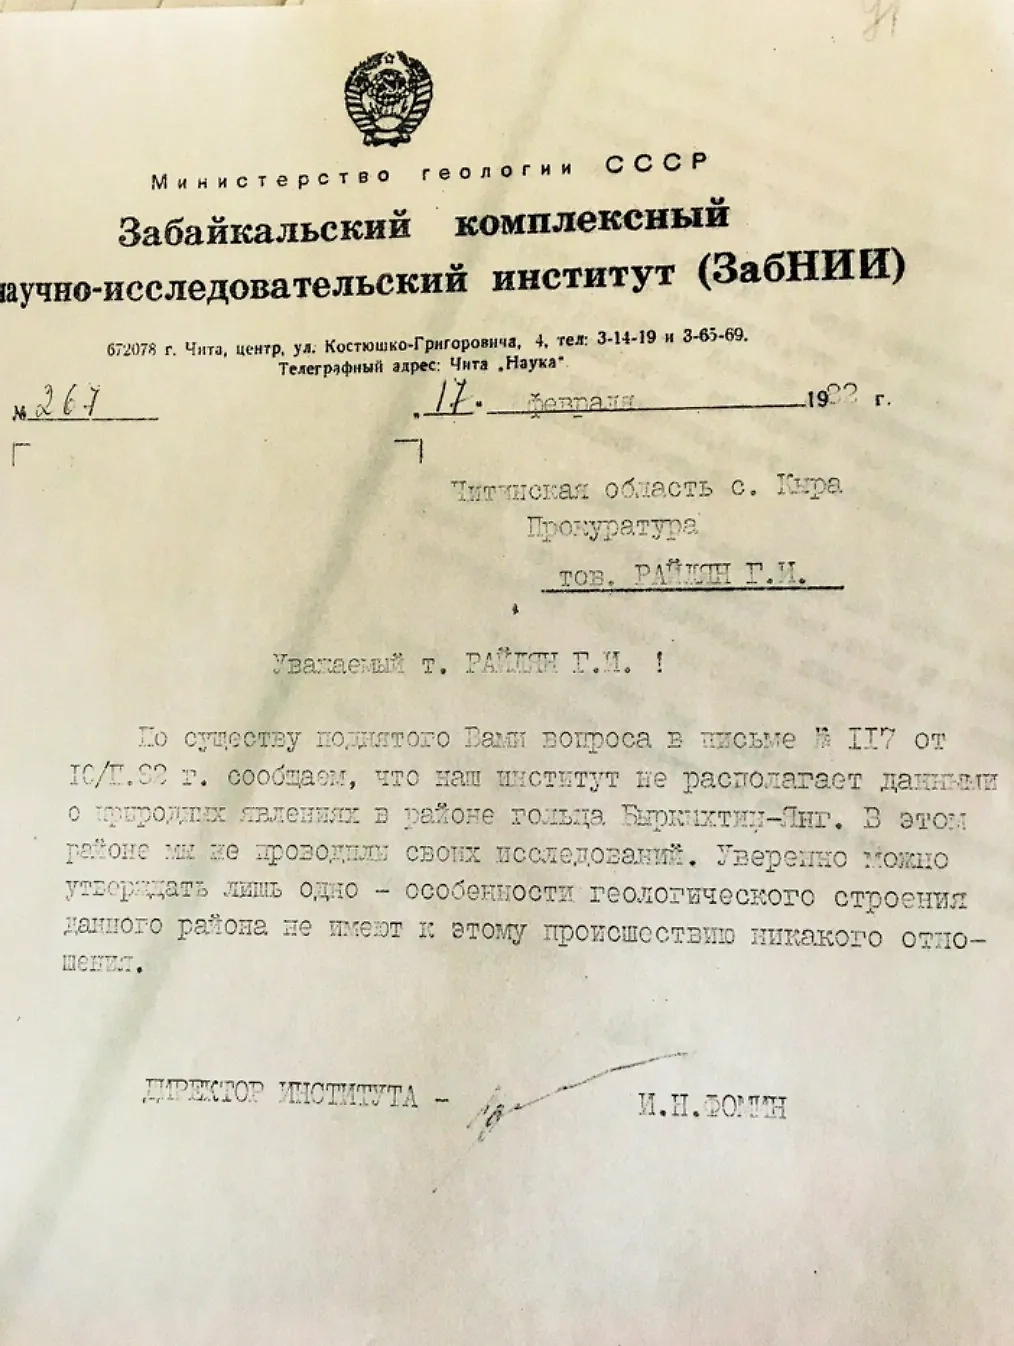 Министерство геологии СССР
Забайкальский комплексный
научно-исследовательский институт (ЗабНИИ)
672078 г. Чита, центр, ул. Костюшко-Григоровича, 4, тел: 3-14-19 и 3-65-69.
Телеграфный адрес: Чита „Наука“
№ 267 „17“ февраля 1982 г.
Читинская область с. Кыра
Прокуратура
тов. РАЙЛЯН Г.И.
Уважаемый т. РАЙЛЯН Г.И. !
По существу поднятого Вами вопроса в письме № 117 от
10/П.82 г. сообщаем, что наш институт не располагает данными
о природных явлениях в районе гольца Быркыхтин-Янг. В этом
районе мы не проводили своих исследований. Уверенно можно
утверждать лишь одно - особенности геологического строения
данного района не имеют к этому происшествию никакого отно-
шения.
ДИРЕКТОР ИНСТИТУТА - И.Н.ФОМИН